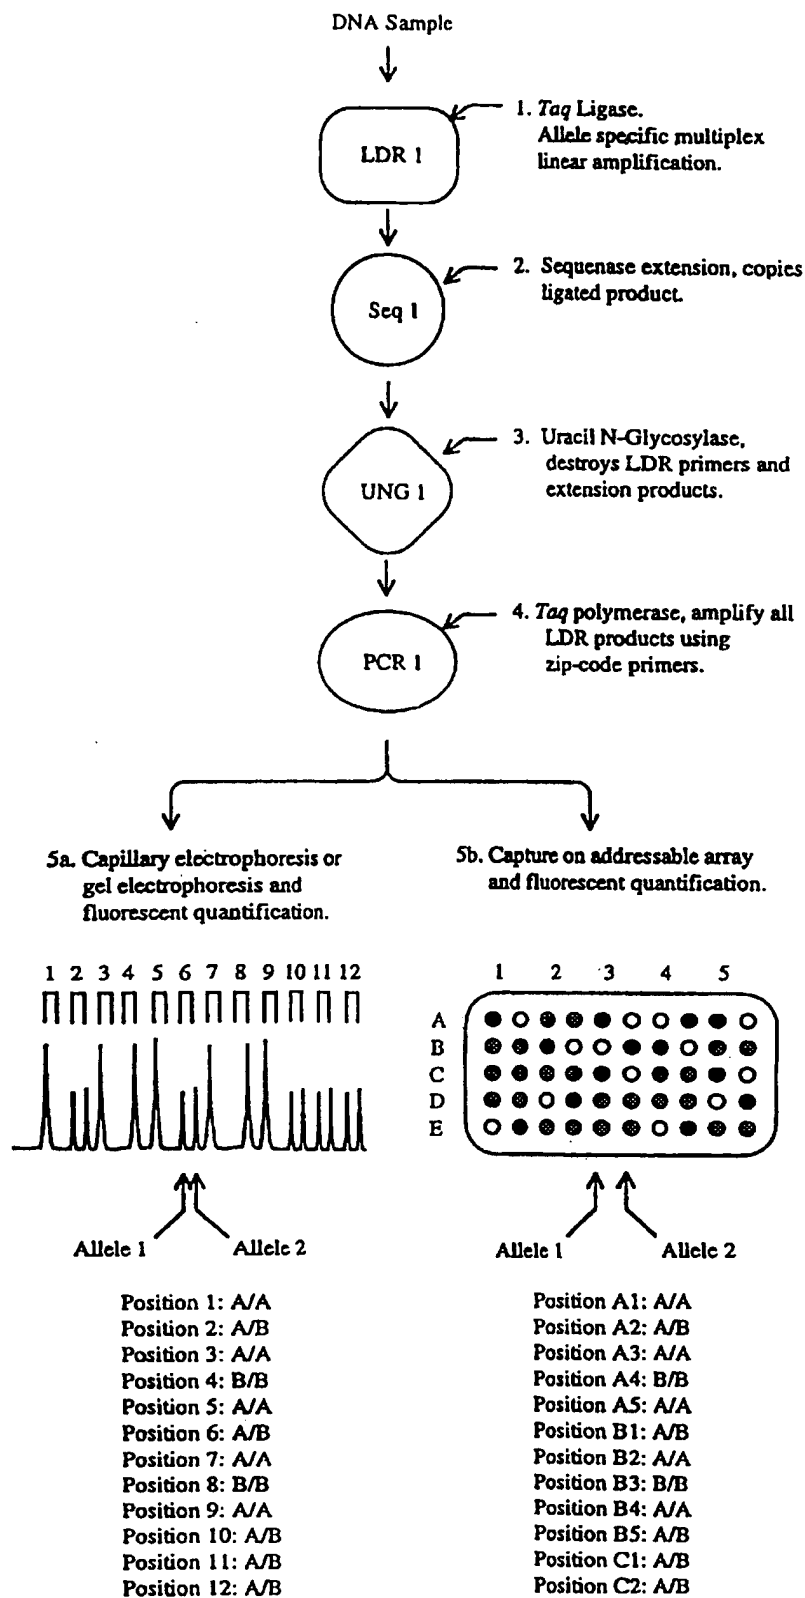 DNA Sample
LDR 1
1. Taq Ligase.
Allele specific multiplex
linear amplification.
Seq 1
2. Sequenase extension, copies
ligated product.
UNG 1
3. Uracil N-Glycosylase,
destroys LDR primers and
extension products.
PCR 1
4. Taq polymerase, amplify all
LDR products using
zip-code primers.
5a. Capillary electrophoresis or
gel electrophoresis and
fluorescent quantification.
1 2 3 4 5 6 7 8 9 10 11 12
Allele 1 Allele 2
Position 1: A/A
Position 2: A/B
Position 3: A/A
Position 4: B/B
Position 5: A/A
Position 6: A/B
Position 7: A/A
Position 8: B/B
Position 9: A/A
Position 10: A/B
Position 11: A/B
Position 12: A/B
5b. Capture on addressable array
and fluorescent quantification.
1 2 3 4 5
A
B
C
D
E
Allele 1 Allele 2
Position A1: A/A
Position A2: A/B
Position A3: A/A
Position A4: B/B
Position A5: A/A
Position B1: A/B
Position B2: A/A
Position B3: B/B
Position B4: A/A
Position B5: A/B
Position C1: A/B
Position C2: A/B